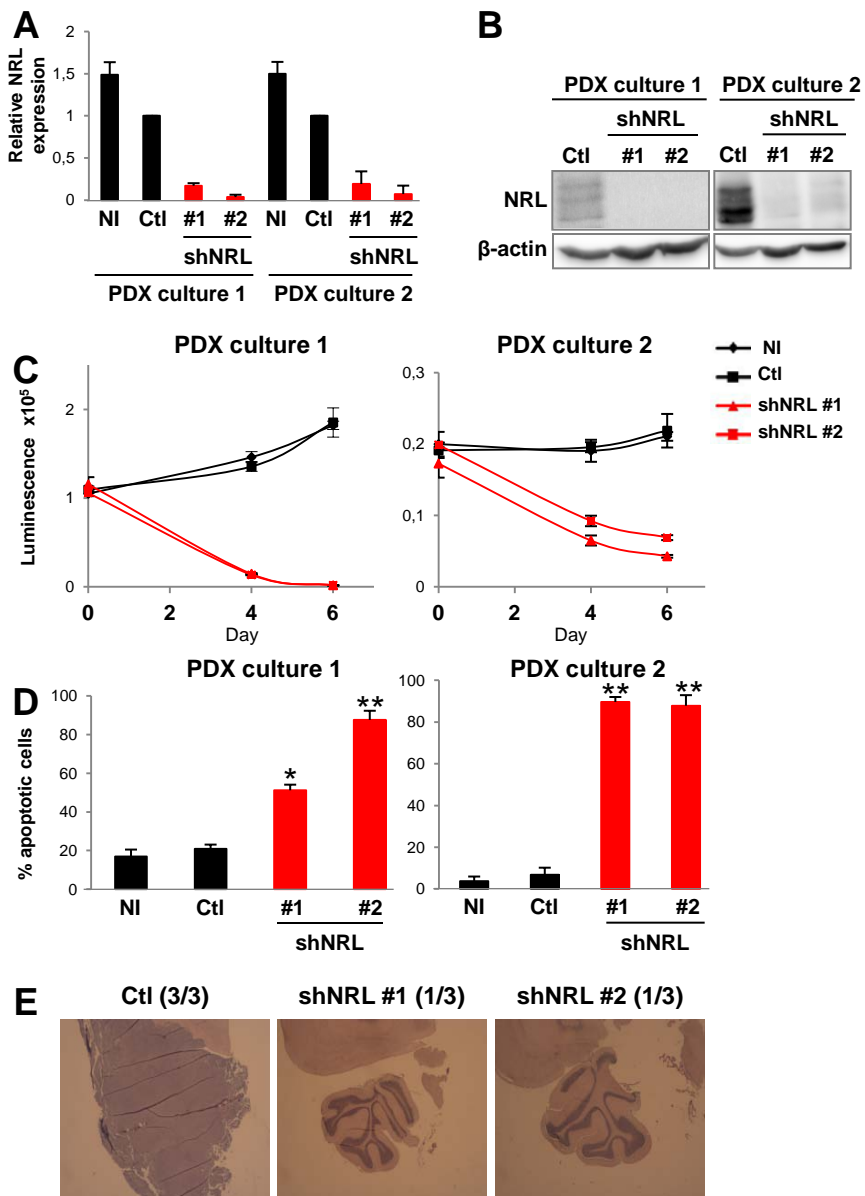 A
Relative NRL
expression
2
1,5
1
0,5
0
NI Ctl #1 #2 NI Ctl #1 #2
shNRL shNRL
PDX culture 1 PDX culture 2
B
PDX culture 1 PDX culture 2
shNRL shNRL
Ctl #1 #2 Ctl #1 #2
NRL
β-actin
C
PDX culture 1
Luminescence x10⁵
2
1
0
0 2 4 6
Day
PDX culture 2
0,3
0,2
0,1
0
0 2 4 6
Day
NI
Ctl
shNRL #1
shNRL #2
D
PDX culture 1
% apoptotic cells
100
80
60
40
20
0
* **
NI Ctl #1 #2
shNRL
PDX culture 2
100
80
60
40
20
0
** **
NI Ctl #1 #2
shNRL
E
Ctl (3/3) shNRL #1 (1/3) shNRL #2 (1/3)